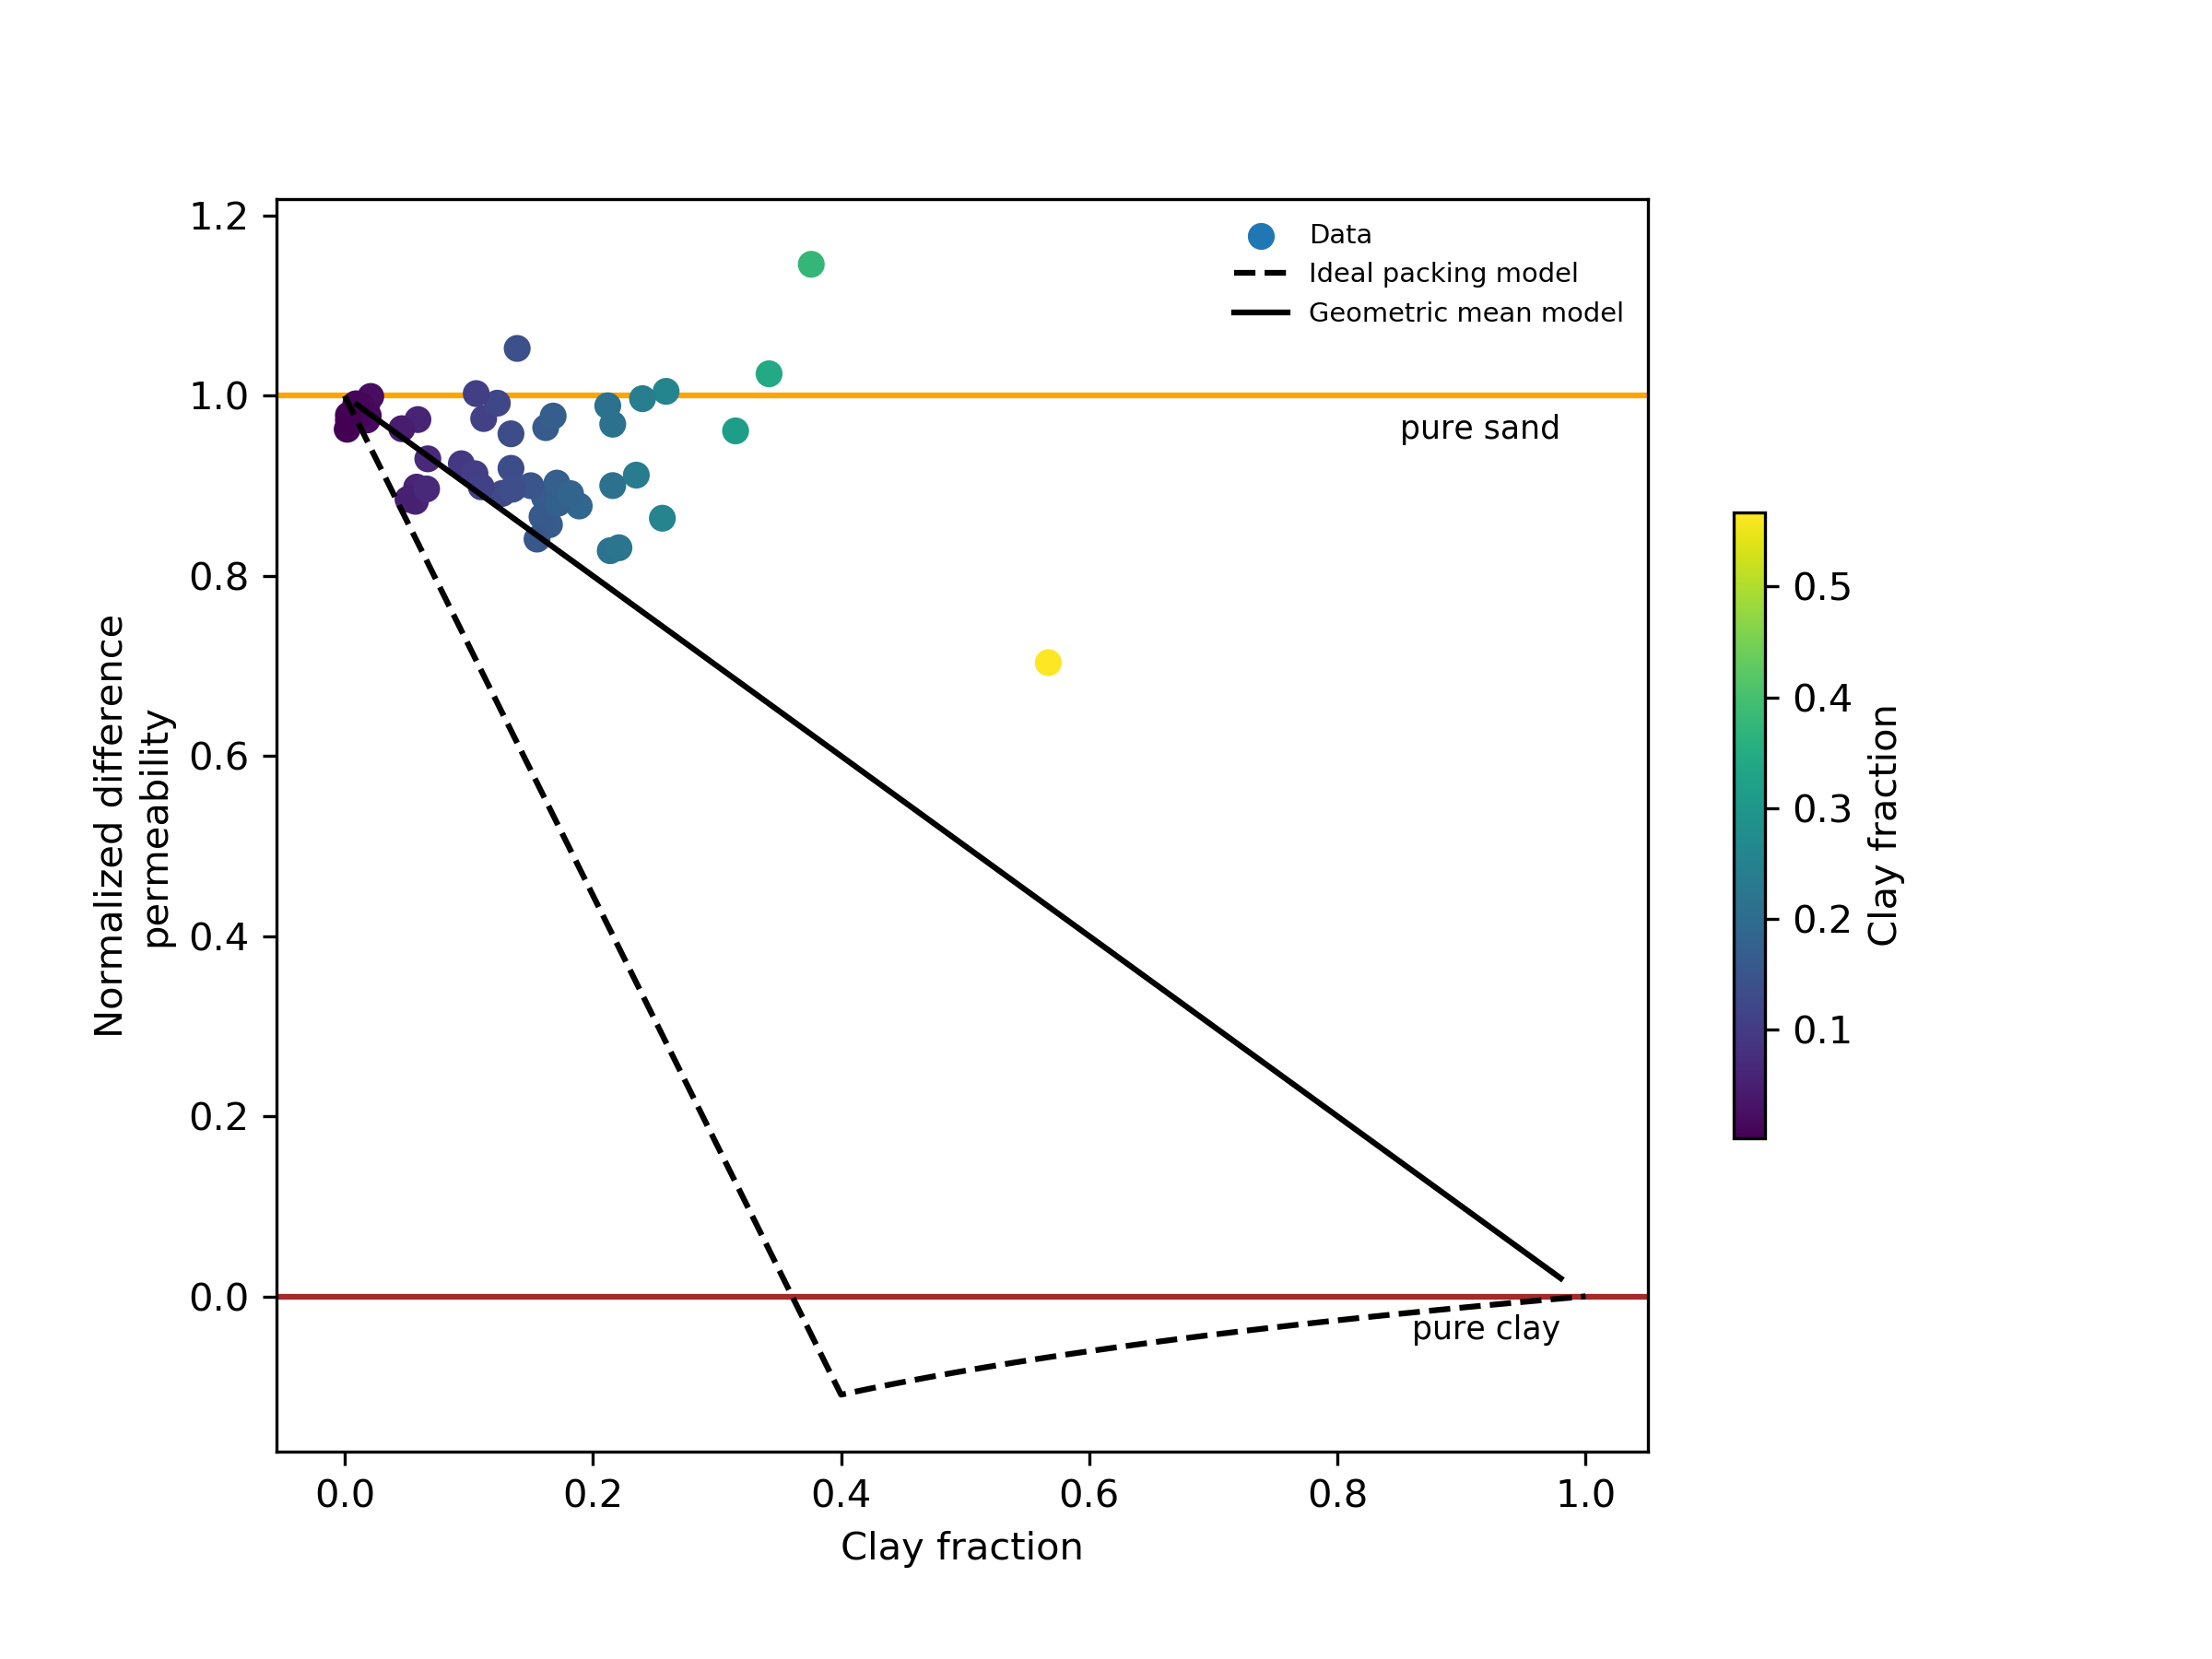 1.2
1.0
0.8
0.6
0.4
0.2
0.0
Normalized difference
permeability
Data
Ideal packing model
Geometric mean model
pure sand
pure clay
0.0
0.2
0.4
0.6
0.8
1.0
Clay fraction
0.5
0.4
0.3
0.2
0.1
Clay fraction